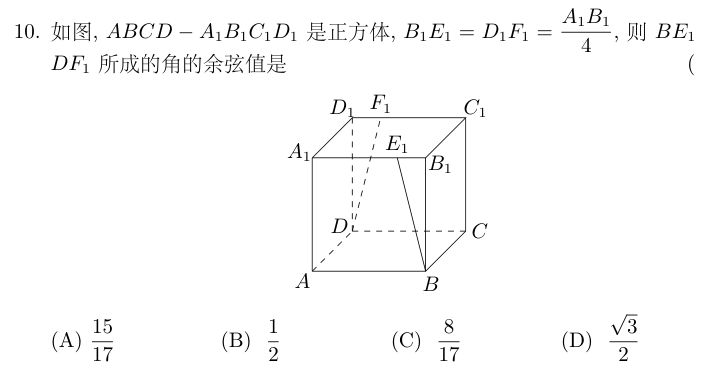 10. 如图, ABCD − A₁B₁C₁D₁ 是正方体, B₁E₁ = D₁F₁ = A₁B₁/4, 则 BE₁
DF₁ 所成的角的余弦值是 (
D₁ F₁ C₁
A₁ E₁ B₁
D C
A B
(A) 15/17 (B) 1/2 (C) 8/17 (D) √3/2